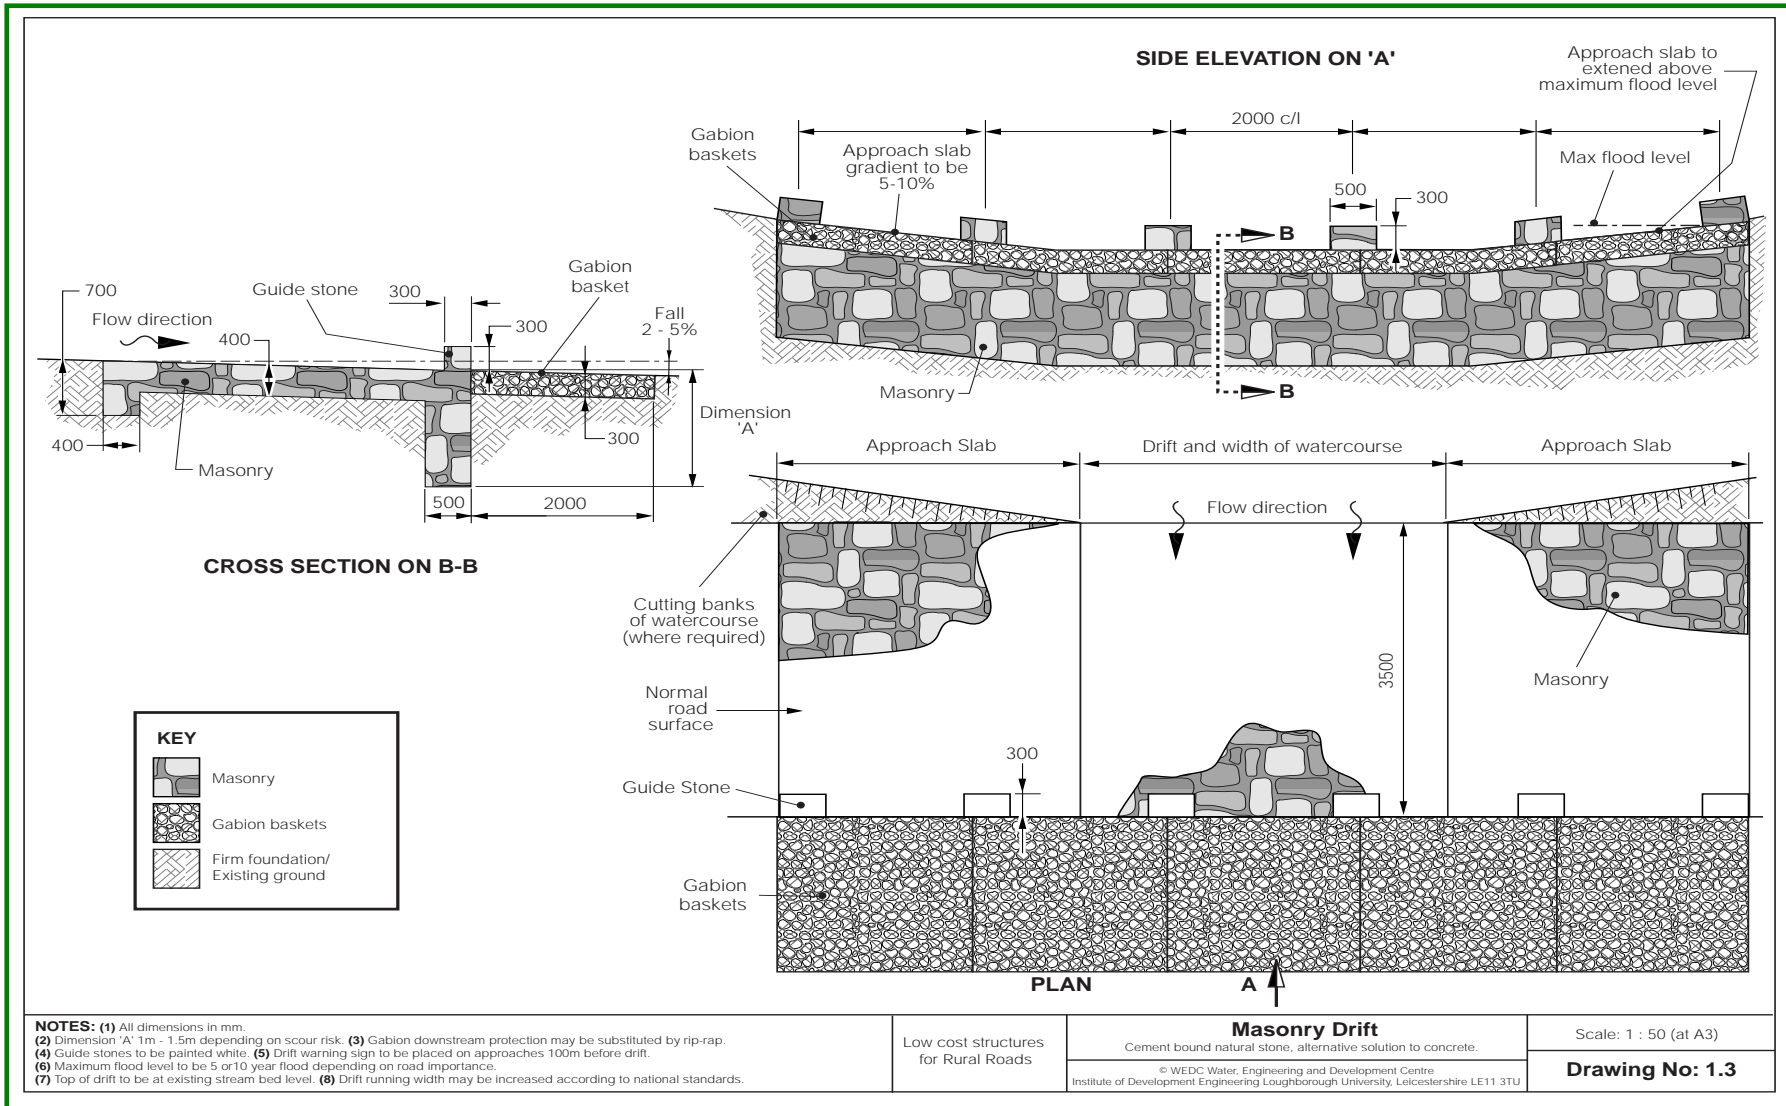 SIDE ELEVATION ON 'A'
Approach slab to
extened above
maximum flood level
2000 c/l
Gabion
baskets
Approach slab
gradient to be
5-10%
Max flood level
500
300
B
B
Masonry
700
Guide stone
300
Gabion
basket
Flow direction
400
300
Fall
2 - 5%
Dimension
'A'
300
400
Masonry
500
2000
CROSS SECTION ON B-B
Approach Slab
Drift and width of watercourse
Approach Slab
Flow direction
Cutting banks
of watercourse
(where required)
3500
Masonry
Normal
road
surface
300
Guide Stone
Gabion
baskets
PLAN
A
KEY
Masonry
Gabion baskets
Firm foundation/
Existing ground
NOTES: (1) All dimensions in mm.
(2) Dimension 'A' 1m - 1.5m depending on scour risk. (3) Gabion downstream protection may be substituted by rip-rap.
(4) Guide stones to be painted white. (5) Drift warning sign to be placed on approaches 100m before drift.
(6) Maximum flood level to be 5 or10 year flood depending on road importance.
(7) Top of drift to be at existing stream bed level. (8) Drift running width may be increased according to national standards.
Low cost structures
for Rural Roads
Masonry Drift
Cement bound natural stone, alternative solution to concrete.
© WEDC Water, Engineering and Development Centre
Institute of Development Engineering Loughborough University, Leicestershire LE11 3TU
Scale: 1 : 50 (at A3)
Drawing No: 1.3